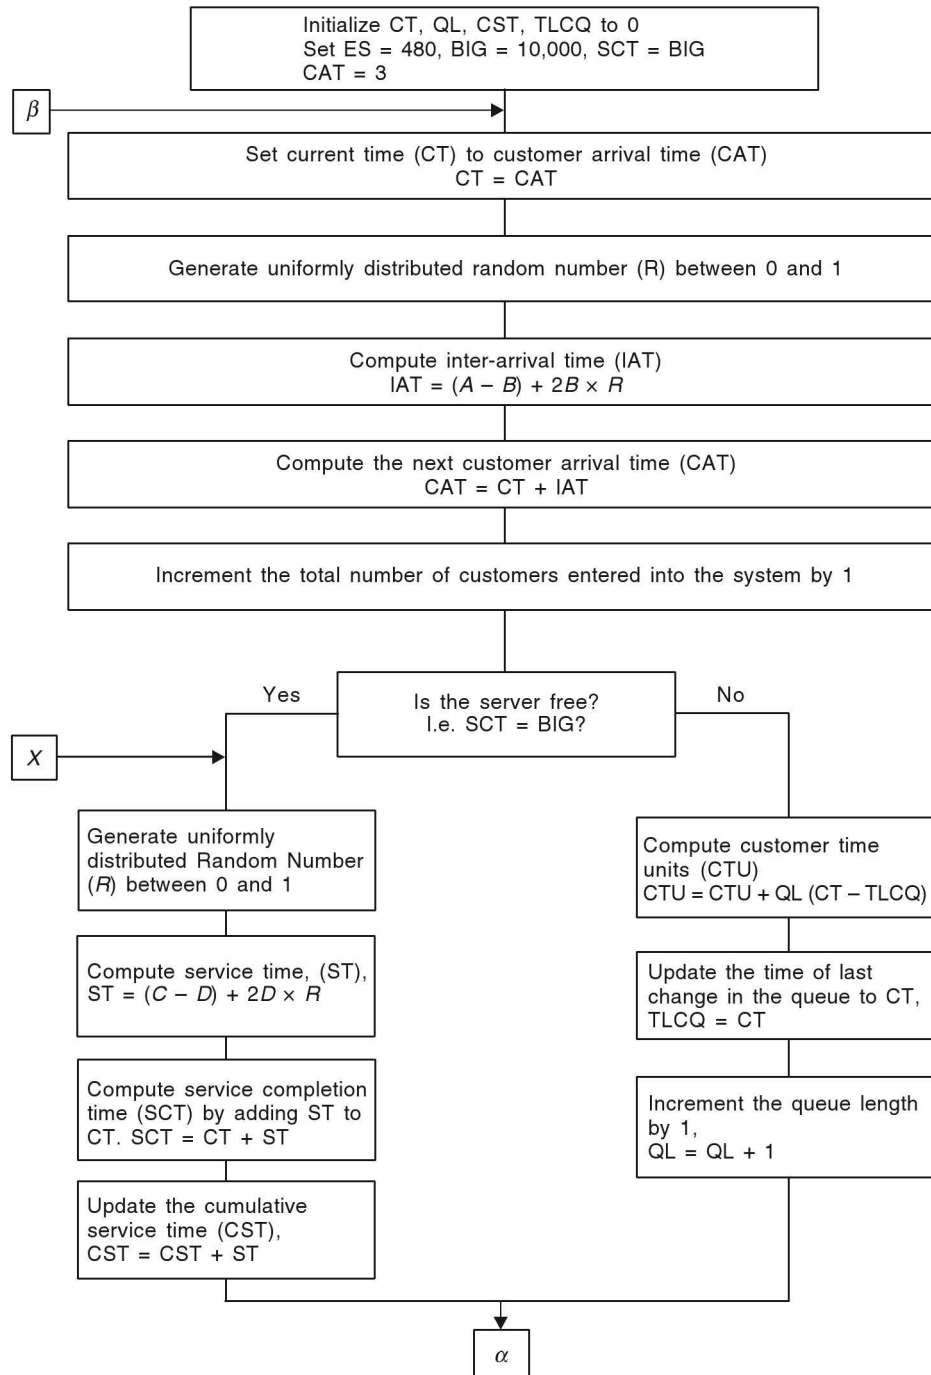 Initialize CT, QL, CST, TLCQ to 0
Set ES = 480, BIG = 10,000, SCT = BIG
CAT = 3
β
Set current time (CT) to customer arrival time (CAT)
CT = CAT
Generate uniformly distributed random number (R) between 0 and 1
Compute inter-arrival time (IAT)
IAT = (A – B) + 2B × R
Compute the next customer arrival time (CAT)
CAT = CT + IAT
Increment the total number of customers entered into the system by 1
Is the server free?
I.e. SCT = BIG?
Yes
No
X
Generate uniformly
distributed Random Number
(R) between 0 and 1
Compute service time, (ST),
ST = (C – D) + 2D × R
Compute service completion
time (SCT) by adding ST to
CT. SCT = CT + ST
Update the cumulative
service time (CST),
CST = CST + ST
Compute customer time
units (CTU)
CTU = CTU + QL (CT – TLCQ)
Update the time of last
change in the queue to CT,
TLCQ = CT
Increment the queue length
by 1,
QL = QL + 1
α